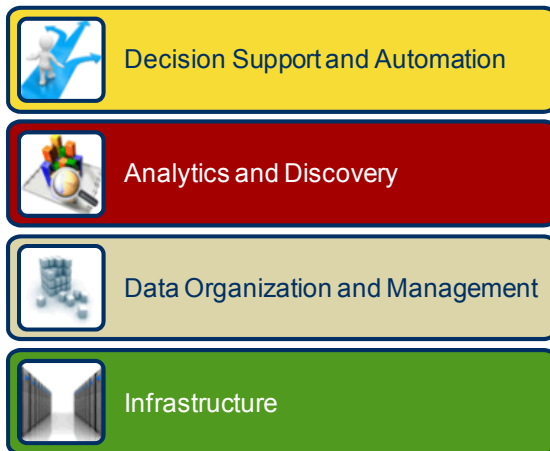 Decision Support and Automation
Analytics and Discovery
Data Organization and Management
Infrastructure